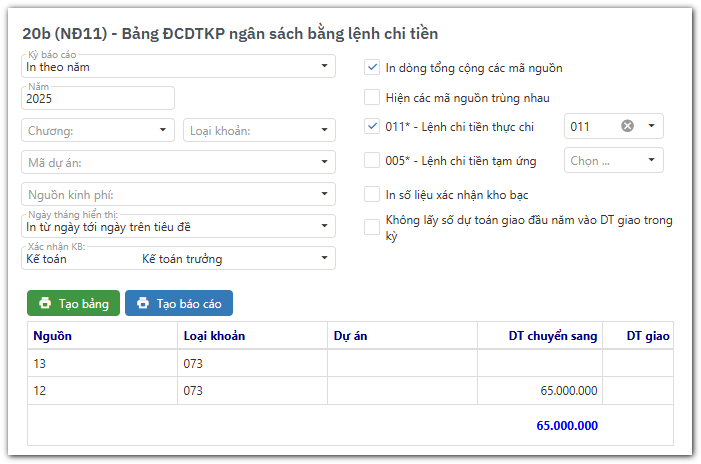 20b (NĐ11) - Bảng ĐCDTKP ngân sách bằng lệnh chi tiền
Kỳ báo cáo
In theo năm
Năm
2025
Chương:
Loại khoản:
Mã dự án:
Nguồn kinh phí:
Ngày tháng hiển thị:
In từ ngày tới ngày trên tiêu đề
Xác nhận KB:
Kế toán Kế toán trưởng
In dòng tổng cộng các mã nguồn
Hiện các mã nguồn trùng nhau
011* - Lệnh chi tiền thực chi 011
005* - Lệnh chi tiền tạm ứng Chọn ...
In số liệu xác nhận kho bạc
Không lấy số dự toán giao đầu năm vào DT giao trong
kỳ
Tạo bảng Tạo báo cáo
Nguồn Loại khoản Dự án DT chuyển sang DT giao
13 073
12 073 65.000.000
65.000.000